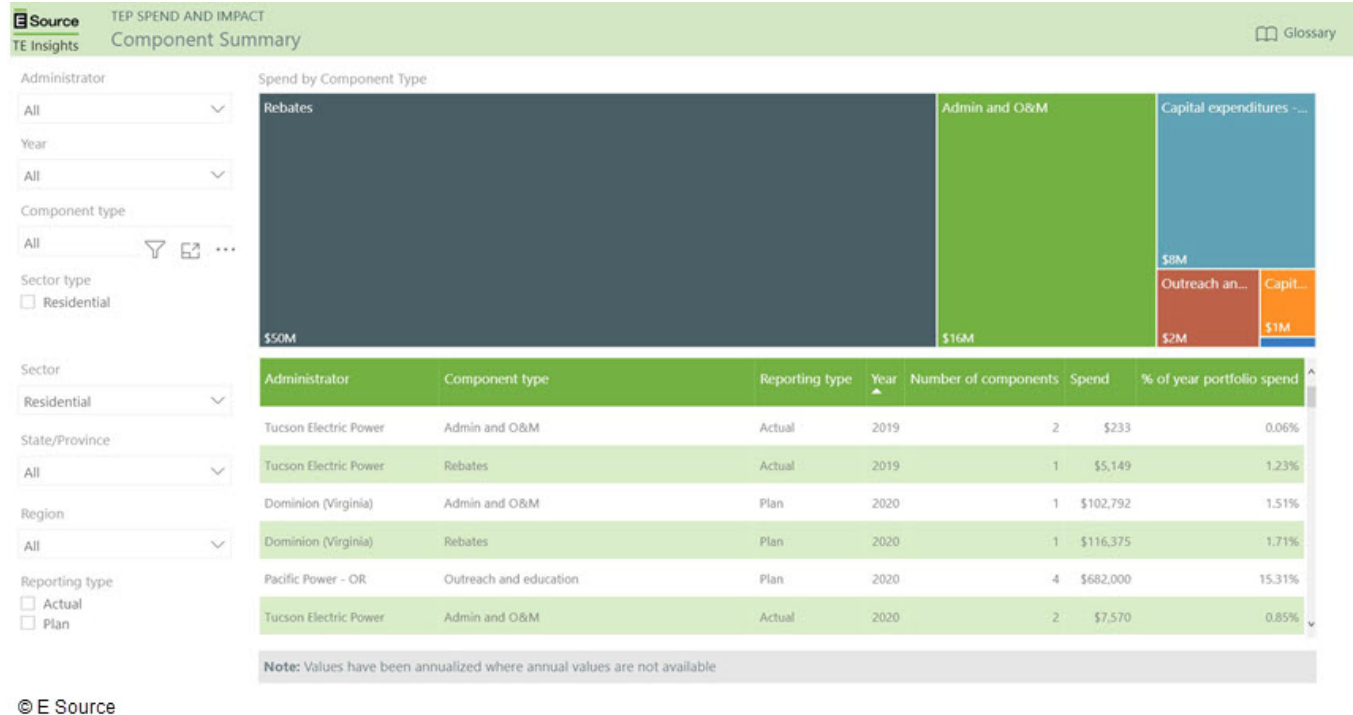 E Source
TE Insights
TEP SPEND AND IMPACT
Component Summary
Glossary
Administrator
All
Year
All
Component type
All
Sector type
Residential
Sector
Residential
State/Province
All
Region
All
Reporting type
Actual
Plan
Spend by Component Type
Rebates
$50M
Admin and O&M
$16M
Capital expenditures -...
$8M
Outreach an...
$2M
Capit...
$1M
Administrator Component type Reporting type Year Number of components Spend % of year portfolio spend
Tucson Electric Power Admin and O&M Actual 2019 2 $233 0.06%
Tucson Electric Power Rebates Actual 2019 1 $5,149 1.23%
Dominion (Virginia) Admin and O&M Plan 2020 1 $102,792 1.51%
Dominion (Virginia) Rebates Plan 2020 1 $116,375 1.71%
Pacific Power - OR Outreach and education Plan 2020 4 $682,000 15.31%
Tucson Electric Power Admin and O&M Actual 2020 2 $7,570 0.85%
Note: Values have been annualized where annual values are not available
© E Source